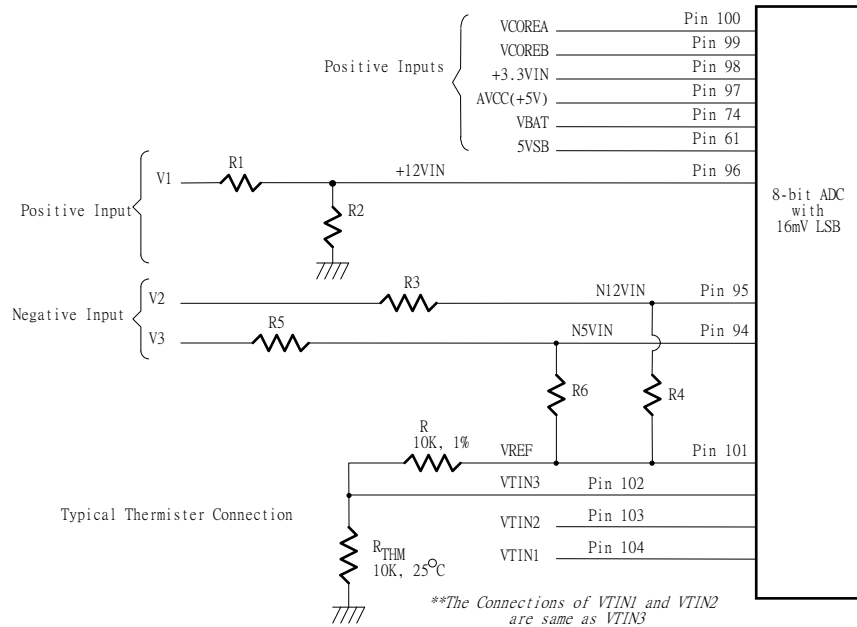 Positive Inputs
VCOREA Pin 100
VCOREB Pin 99
+3.3VIN Pin 98
AVCC(+5V) Pin 97
VBAT Pin 74
5VSB Pin 61
Positive Input
V1 R1 +12VIN Pin 96
R2
8-bit ADC
with
16mV LSB
Negative Input
V2 R3 N12VIN Pin 95
V3 R5 N5VIN Pin 94
R6 R4
R
10K, 1%
VREF Pin 101
VTIN3 Pin 102
Typical Thermister Connection
VTIN2 Pin 103
RTHM
10K, 25°C
VTIN1 Pin 104
**The Connections of VTIN1 and VTIN2
are same as VTIN3